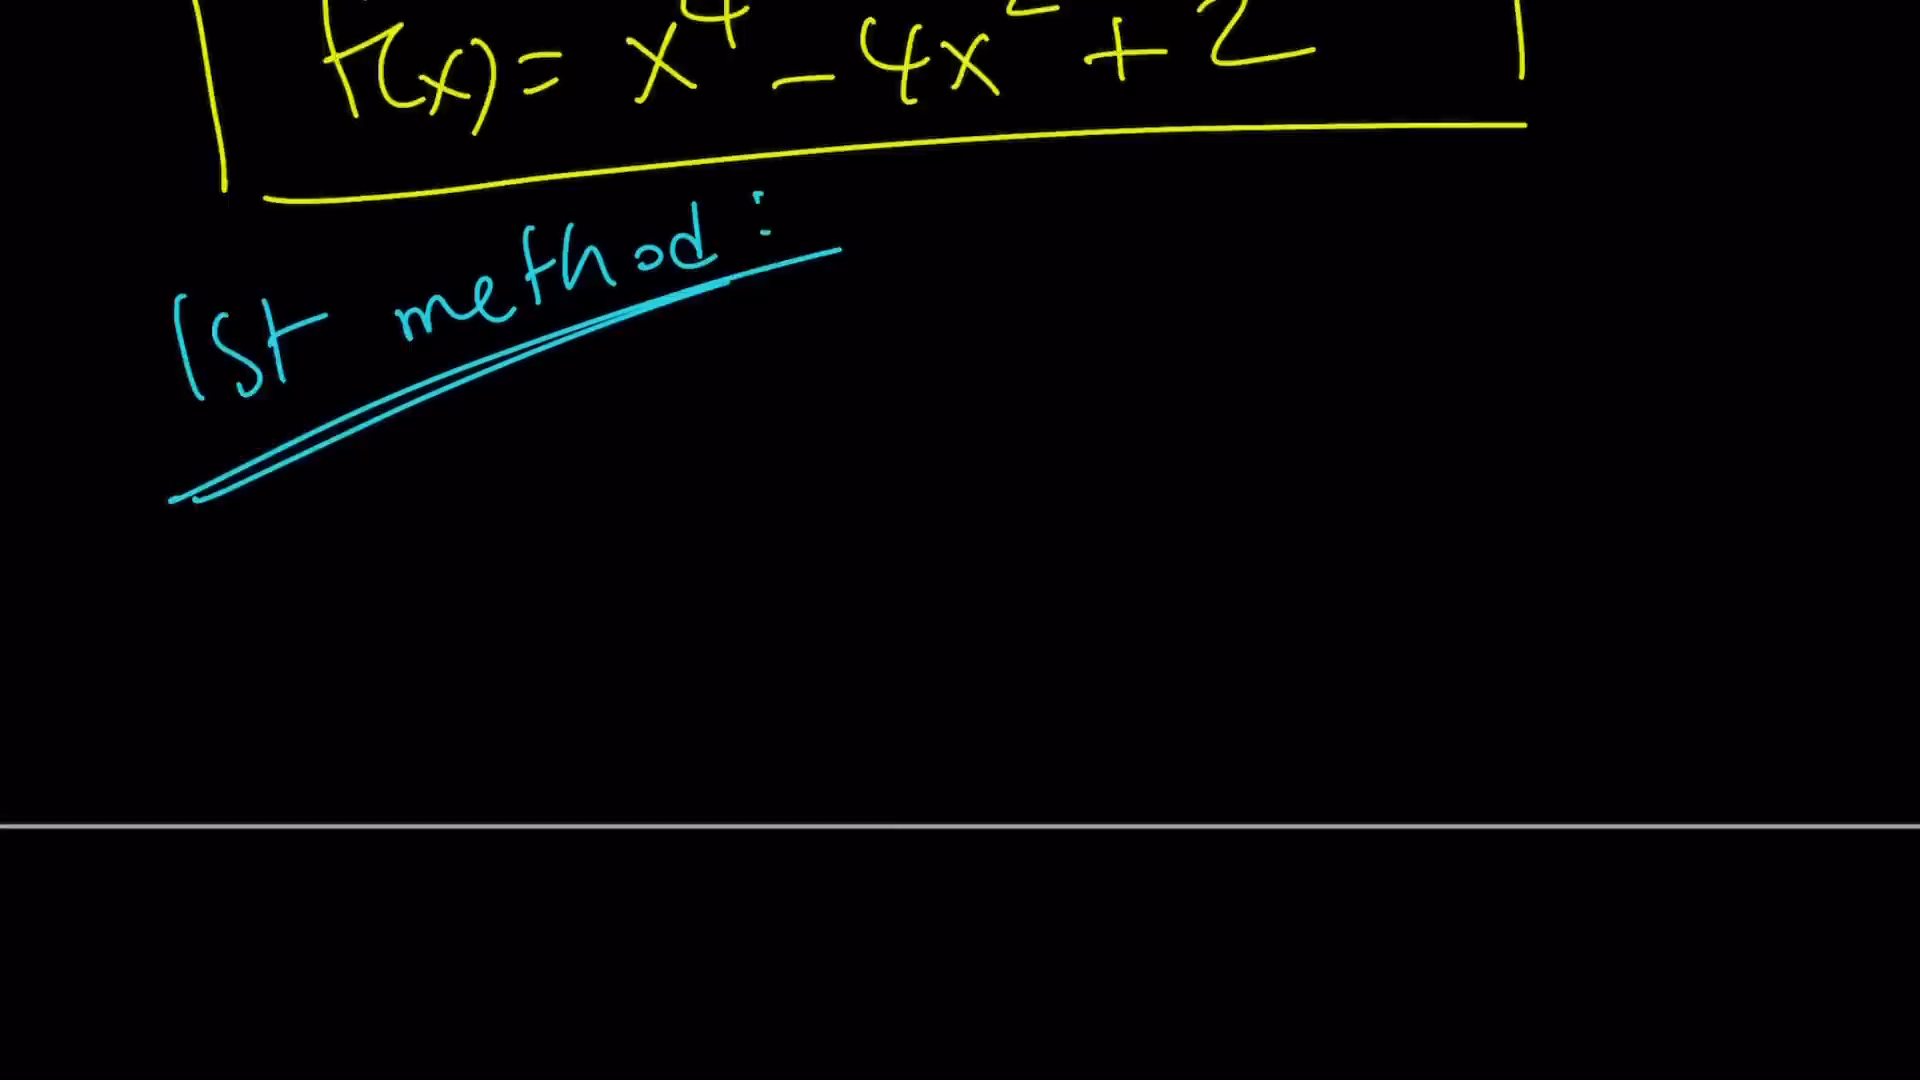 f(x) = x⁴ - 4x² + 2
1st method: